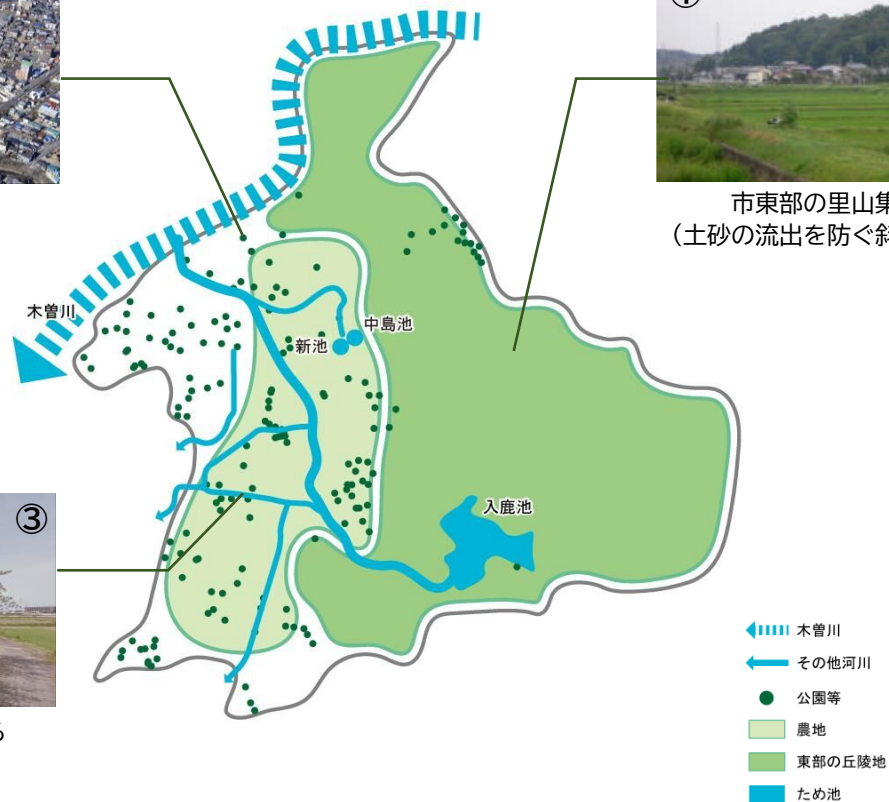 市東部の里山集
(土砂の流出を防ぐ斜
木曽川
中島池
新池
入鹿池
③
木曽川
その他河川
公園等
農地
東部の丘陵地
ため池